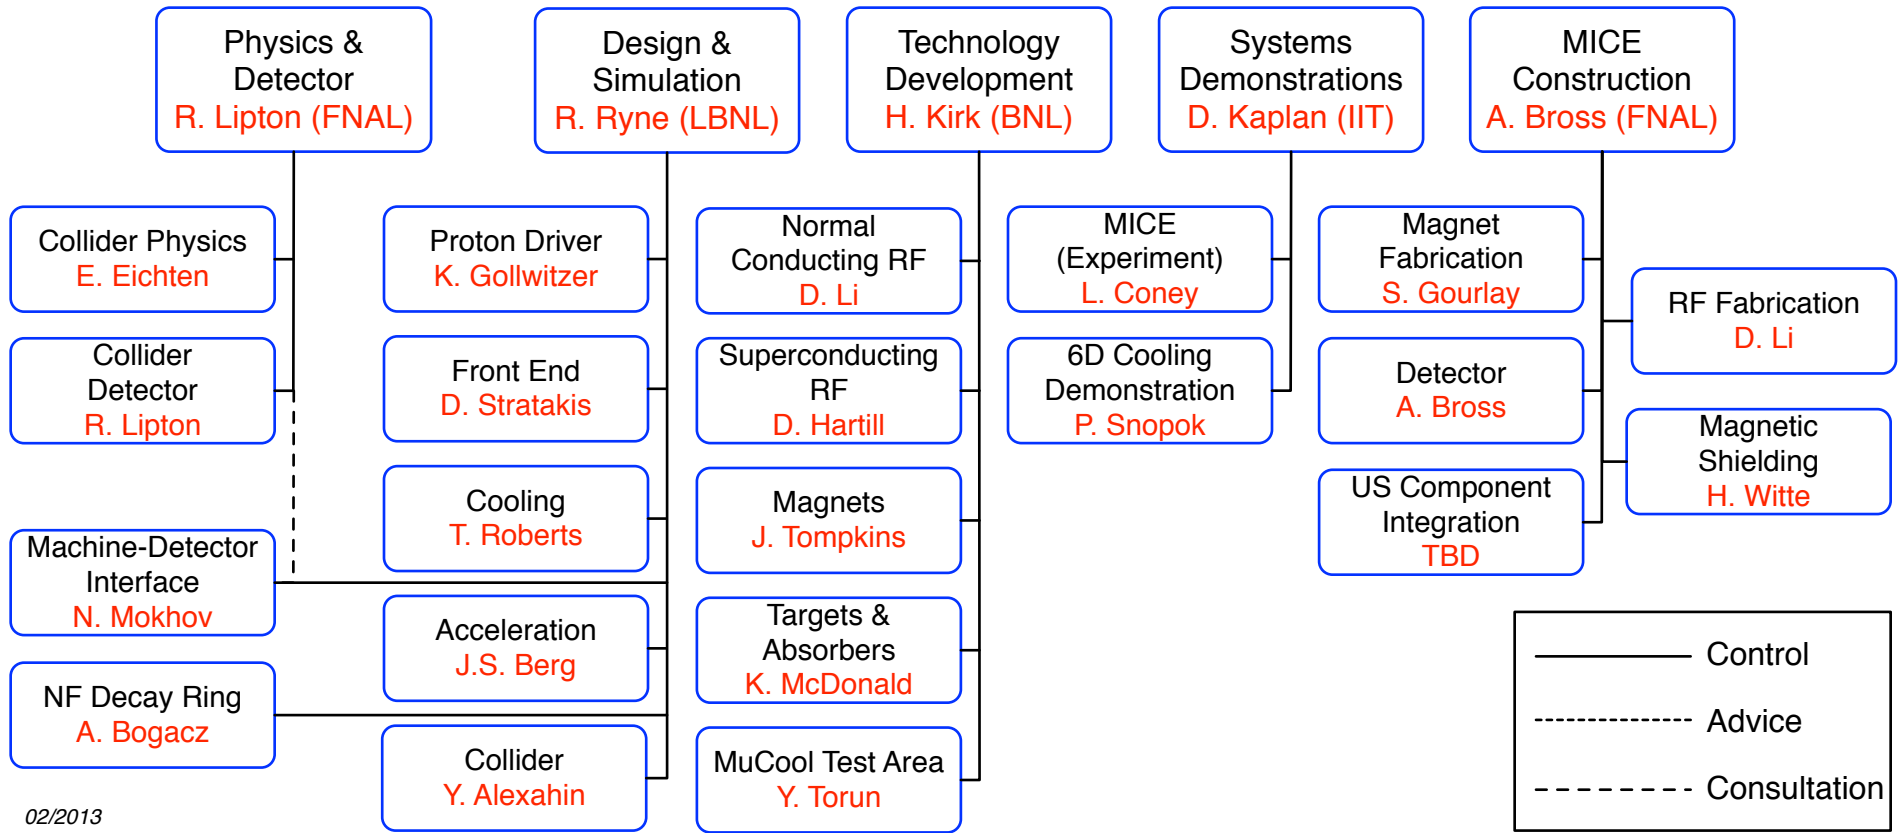 Physics &
Detector
R. Lipton (FNAL)
Design &
Simulation
R. Ryne (LBNL)
Technology
Development
H. Kirk (BNL)
Systems
Demonstrations
D. Kaplan (IIT)
MICE
Construction
A. Bross (FNAL)
Collider Physics
E. Eichten
Collider
Detector
R. Lipton
Machine-Detector
Interface
N. Mokhov
NF Decay Ring
A. Bogacz
Proton Driver
K. Gollwitzer
Front End
D. Stratakis
Cooling
T. Roberts
Acceleration
J.S. Berg
Collider
Y. Alexahin
Normal
Conducting RF
D. Li
Superconducting
RF
D. Hartill
Magnets
J. Tompkins
Targets &
Absorbers
K. McDonald
MuCool Test Area
Y. Torun
MICE
(Experiment)
L. Coney
6D Cooling
Demonstration
P. Snopok
Magnet
Fabrication
S. Gourlay
Detector
A. Bross
US Component
Integration
TBD
RF Fabrication
D. Li
Magnetic
Shielding
H. Witte
Control
Advice
Consultation
02/2013